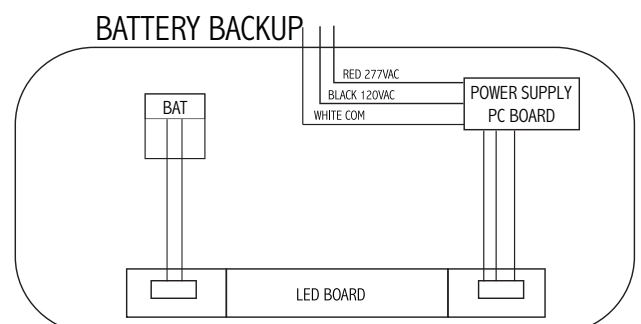 BATTERY BACKUP
RED 277VAC
BLACK 120VAC
WHITE COM
POWER SUPPLY
PC BOARD
BAT
LED BOARD